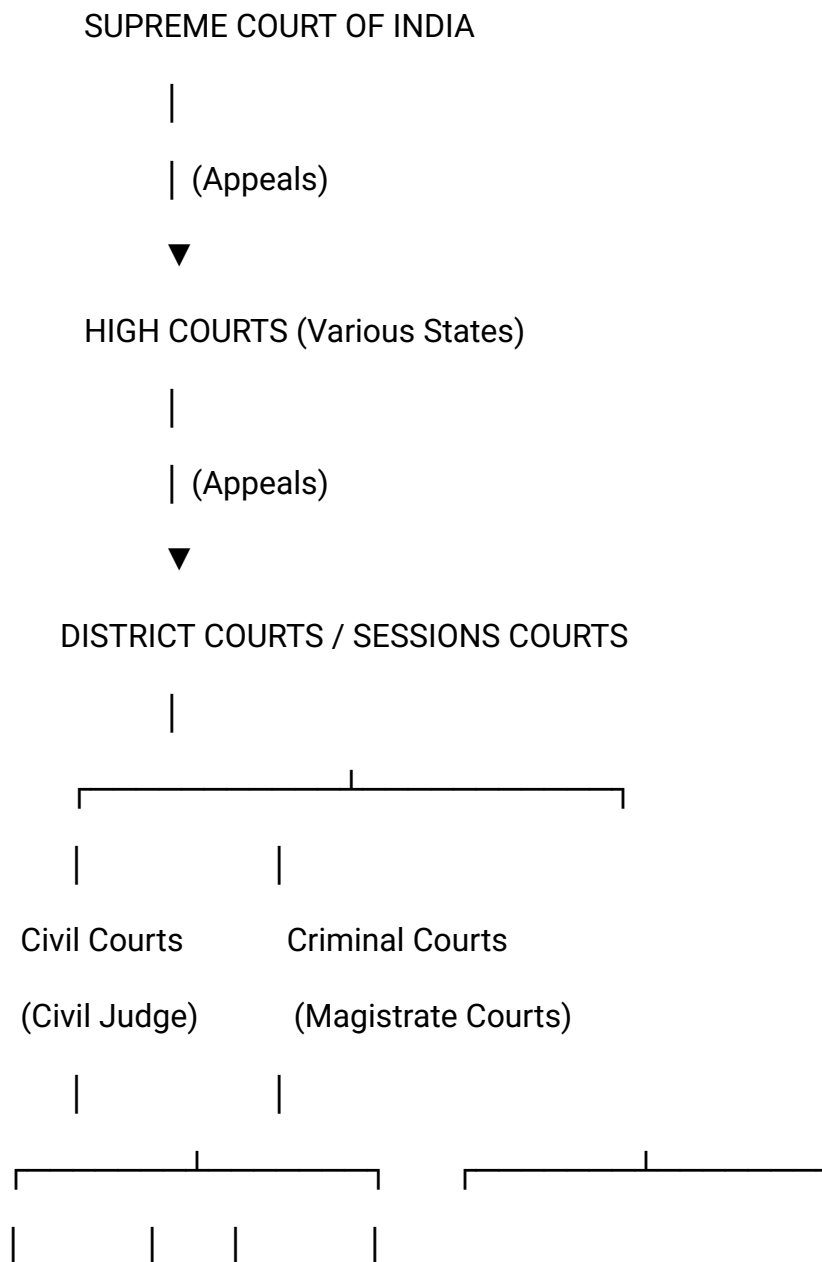 SUPREME COURT OF INDIA
│
│ (Appeals)
▼
HIGH COURTS (Various States)
│
│ (Appeals)
▼
DISTRICT COURTS / SESSIONS COURTS
│
┌───────────┴───────────┐
│ │
Civil Courts Criminal Courts
(Civil Judge) (Magistrate Courts)
│ │
┌───────┴───────┐ ┌───────┴───────
│ │ │ │